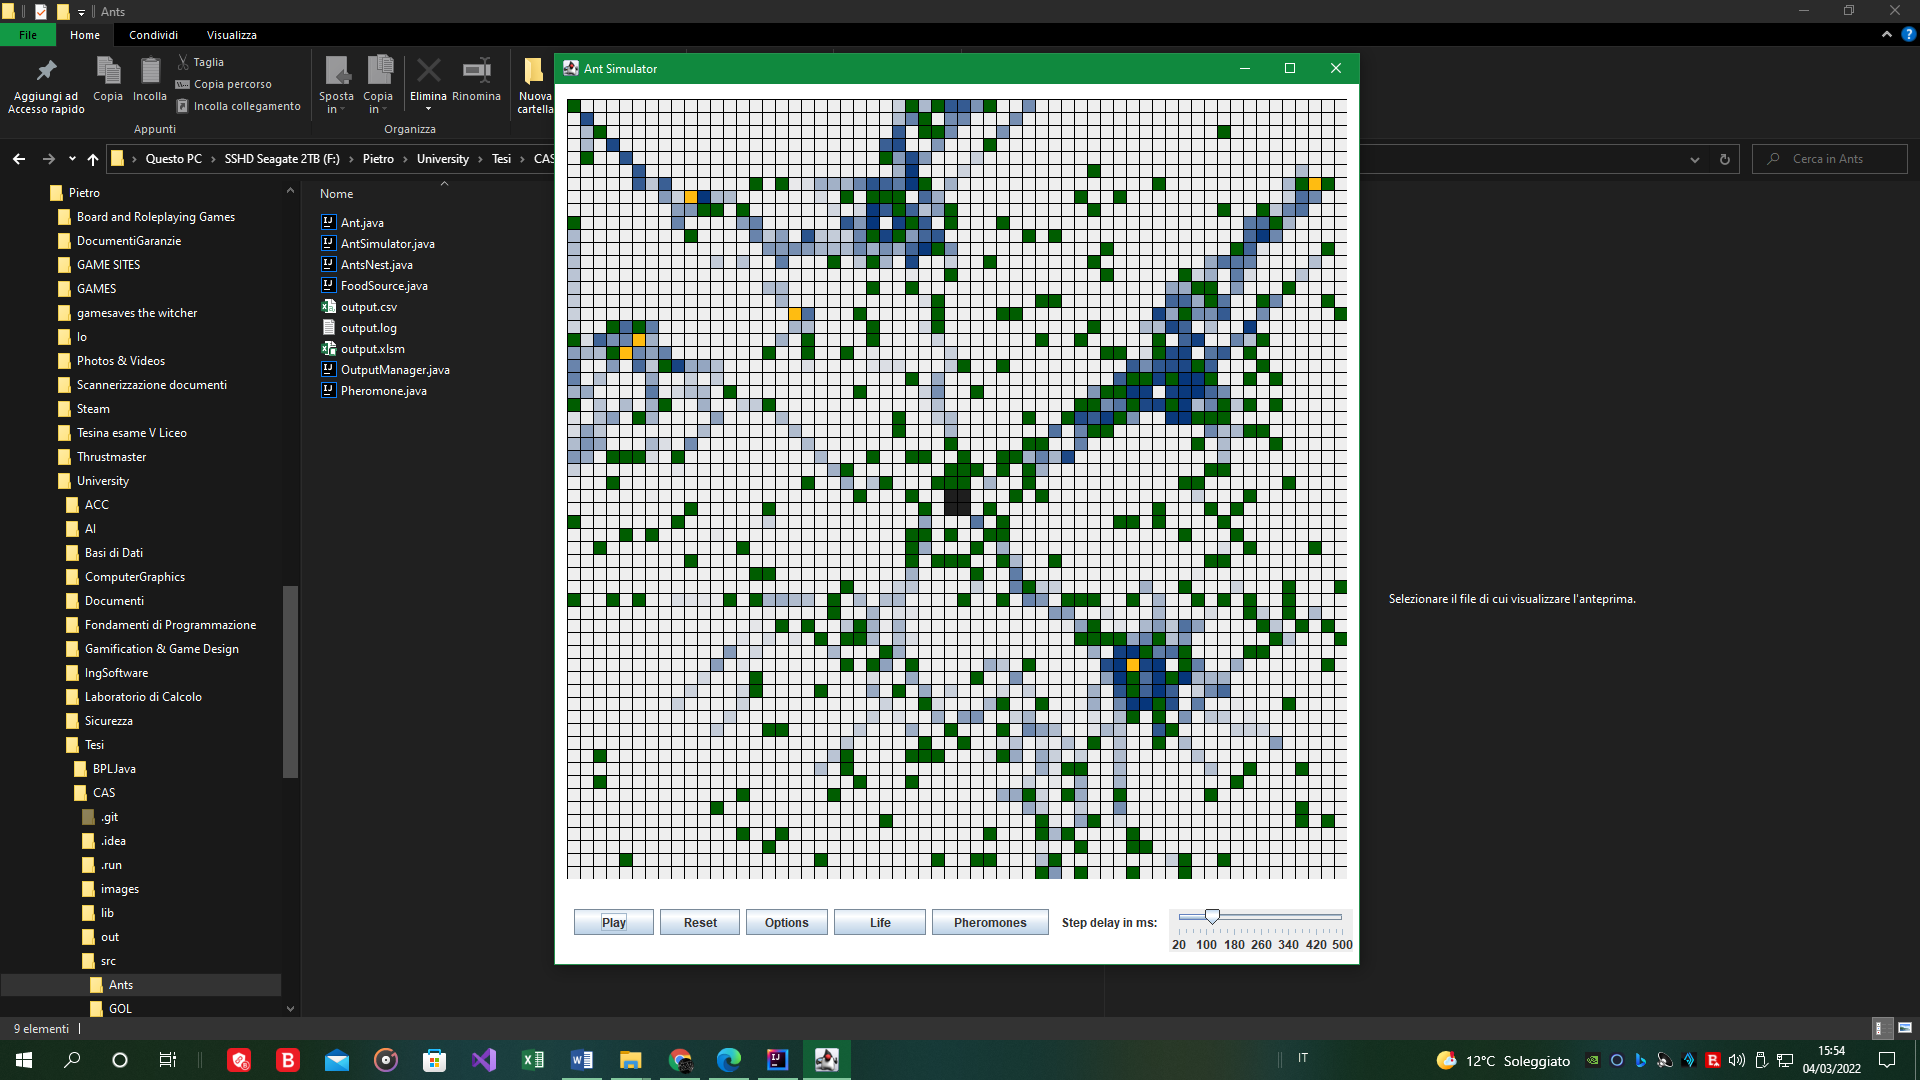 Ants
File
Home
Condividi
Visualizza
Aggiungi ad
Accesso rapido
Copia
Incolla
Taglia
Copia percorso
Incolla collegamento
Appunti
Sposta
in
Copia
in
Elimina
Rinomina
Organizza
Nuova
cartella
Questo PC
SSHD Seagate 2TB (F:)
Pietro
University
Tesi
CAS
Cerca in Ants
Pietro
Board and Roleplaying Games
DocumentiGaranzie
GAME SITES
GAMES
gamesaves the witcher
Io
Photos & Videos
Scannerizzazione documenti
Steam
Tesina esame V Liceo
Thrustmaster
University
ACC
AI
Basi di Dati
ComputerGraphics
Documenti
Fondamenti di Programmazione
Gamification & Game Design
IngSoftware
Laboratorio di Calcolo
Sicurezza
Tesi
BPLJava
CAS
.git
.idea
.run
images
lib
out
src
Ants
GOL
Nome
Ant.java
AntSimulator.java
AntsNest.java
FoodSource.java
output.csv
output.log
output.xlsm
OutputManager.java
Pheromone.java
Ant Simulator
Play
Reset
Options
Life
Pheromones
Step delay in ms:
20 100 180 260 340 420 500
Selezionare il file di cui visualizzare l'anteprima.
9 elementi
IT
12°C Soleggiato
15:54
04/03/2022